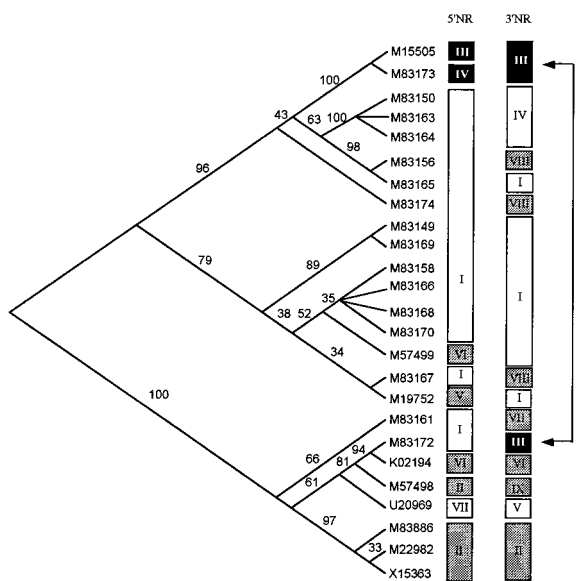 5'NR 3'NR
M15505 III III
100
M83173 IV
M83150
43 63 100 M83163 IV
M83164
98 M83156 VIII
96
M83165 I
M83174 VIII
M83149
89 M83169
79
M83158 I I
35 M83166
38 52 M83168
M83170
34 M57499 VI
M83167 I VIII
M19752 V I
100
M83161 I VII
66 94 M83172 III
81 K02194 VI VI
61 M57498 II IX
U20969 VII V
97 M83886
33 M22982 II II
X15363